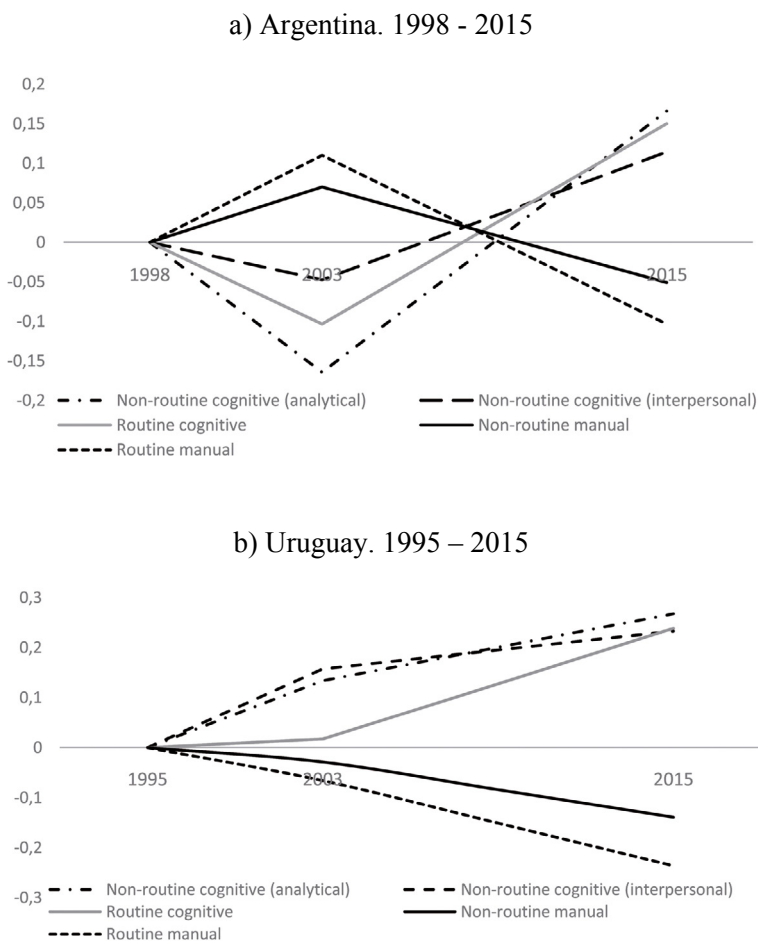 a) Argentina. 1998 - 2015
0,2
0,15
0,1
0,05
0
1998 2003 2015
-0,05
-0,1
-0,15
-0,2
Non-routine cognitive (analytical) Non-routine cognitive (interpersonal)
Routine cognitive Non-routine manual
Routine manual
b) Uruguay. 1995 – 2015
0,3
0,2
0,1
0
1995 2003 2015
-0,1
-0,2
-0,3
Non-routine cognitive (analytical) Non-routine cognitive (interpersonal)
Routine cognitive Non-routine manual
Routine manual